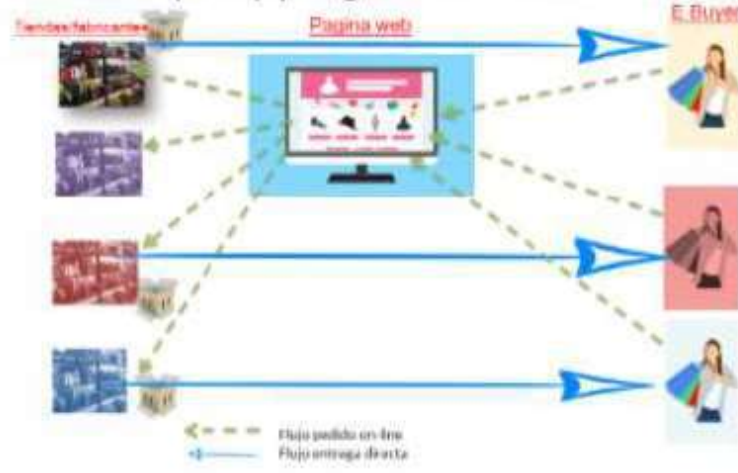 Tiendas/fabricantes
Pagina web
E Buyer
Flujo pedido on-line
Flujo entrega directa